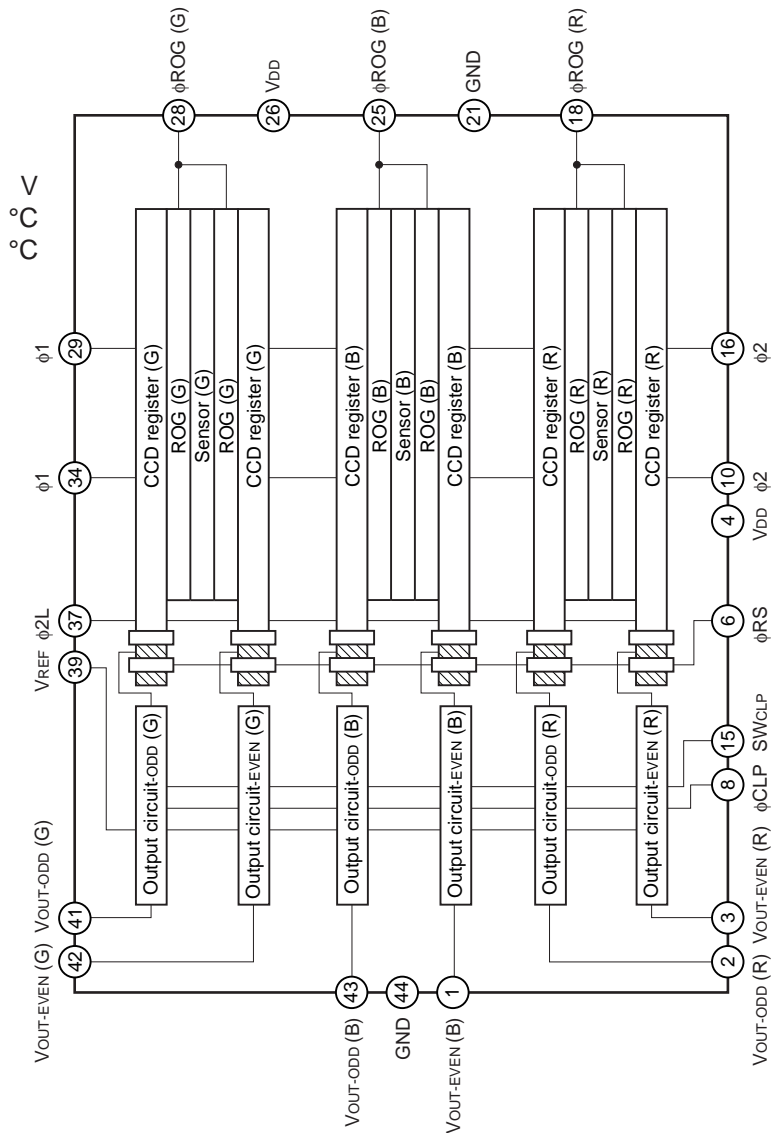 V
°C
°C
28 ϕROG (G)
26 VDD
25 ϕROG (B)
21 GND
18 ϕROG (R)
ϕ1 29
ϕ1 34
ϕ2L 37
VREF 39
VOUT-ODD (G) 41
VOUT-EVEN (G) 42
CCD register (G)
ROG (G)
Sensor (G)
ROG (G)
CCD register (G)
CCD register (B)
ROG (B)
Sensor (B)
ROG (B)
CCD register (B)
CCD register (R)
ROG (R)
Sensor (R)
ROG (R)
CCD register (R)
Output circuit-ODD (G)
Output circuit-EVEN (G)
Output circuit-ODD (B)
Output circuit-EVEN (B)
Output circuit-ODD (R)
Output circuit-EVEN (R)
16 ϕ2
10 ϕ2
4 VDD
6 ϕRS
15 SWCLP
8 ϕCLP
3 VOUT-EVEN (R)
2 VOUT-ODD (R)
VOUT-ODD (B) 43
GND 44
VOUT-EVEN (B) 1